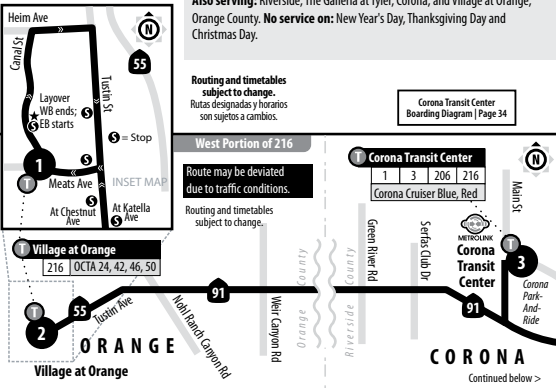 Also serving: Riverside, The Galleria at Tyler, Corona, and Village at Orange,
Orange County. No service on: New Year's Day, Thanksgiving Day and
Christmas Day.
Heim Ave
N
Canal St
55
Tustin St
Layover
WB ends;
EB starts
S
S
S = Stop
S
1
T
Meats Ave
INSET MAP
S
At Chestnut
Ave
At Katella
Ave
S
Routing and timetables
subject to change.
Rutas designadas y horarios
son sujetos a cambios.
Corona Transit Center
Boarding Diagram | Page 34
West Portion of 216
Route may be deviated
due to traffic conditions.
Routing and timetables
subject to change.
T Corona Transit Center
1 3 206 216
Corona Cruiser Blue, Red
N
Main St
METROLINK
T
Corona
Transit
Center
3
Corona
Park-
And-
Ride
T Village at Orange
216 OCTA 24, 42, 46, 50
T
2
55
Tustin Ave
91
Nohl Ranch Canyon Rd
Weir Canyon Rd
Orange County
Riverside County
Green River Rd
Serfas Club Dr
91
ORANGE
Village at Orange
CORONA
Continued below >